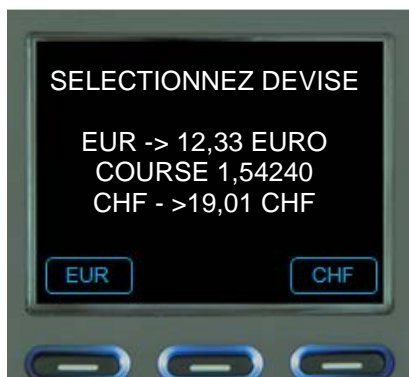 SELECTIONNEZ DEVISE
EUR -> 12,33 EURO
COURSE 1,54240
CHF - >19,01 CHF
EUR
CHF